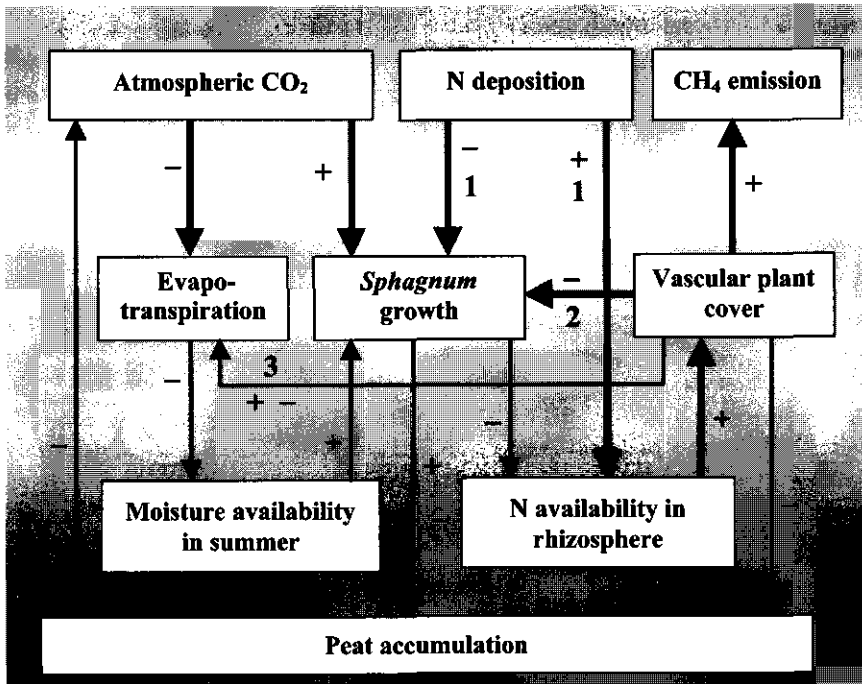 Atmospheric CO₂
N deposition
CH₄ emission
−
+
−
1
+
1
+
Evapo-
transpiration
Sphagnum
growth
−
2
Vascular plant
cover
−
3
+ −
−
+
+
−
+
Moisture availability
in summer
N availability in
rhizosphere
Peat accumulation